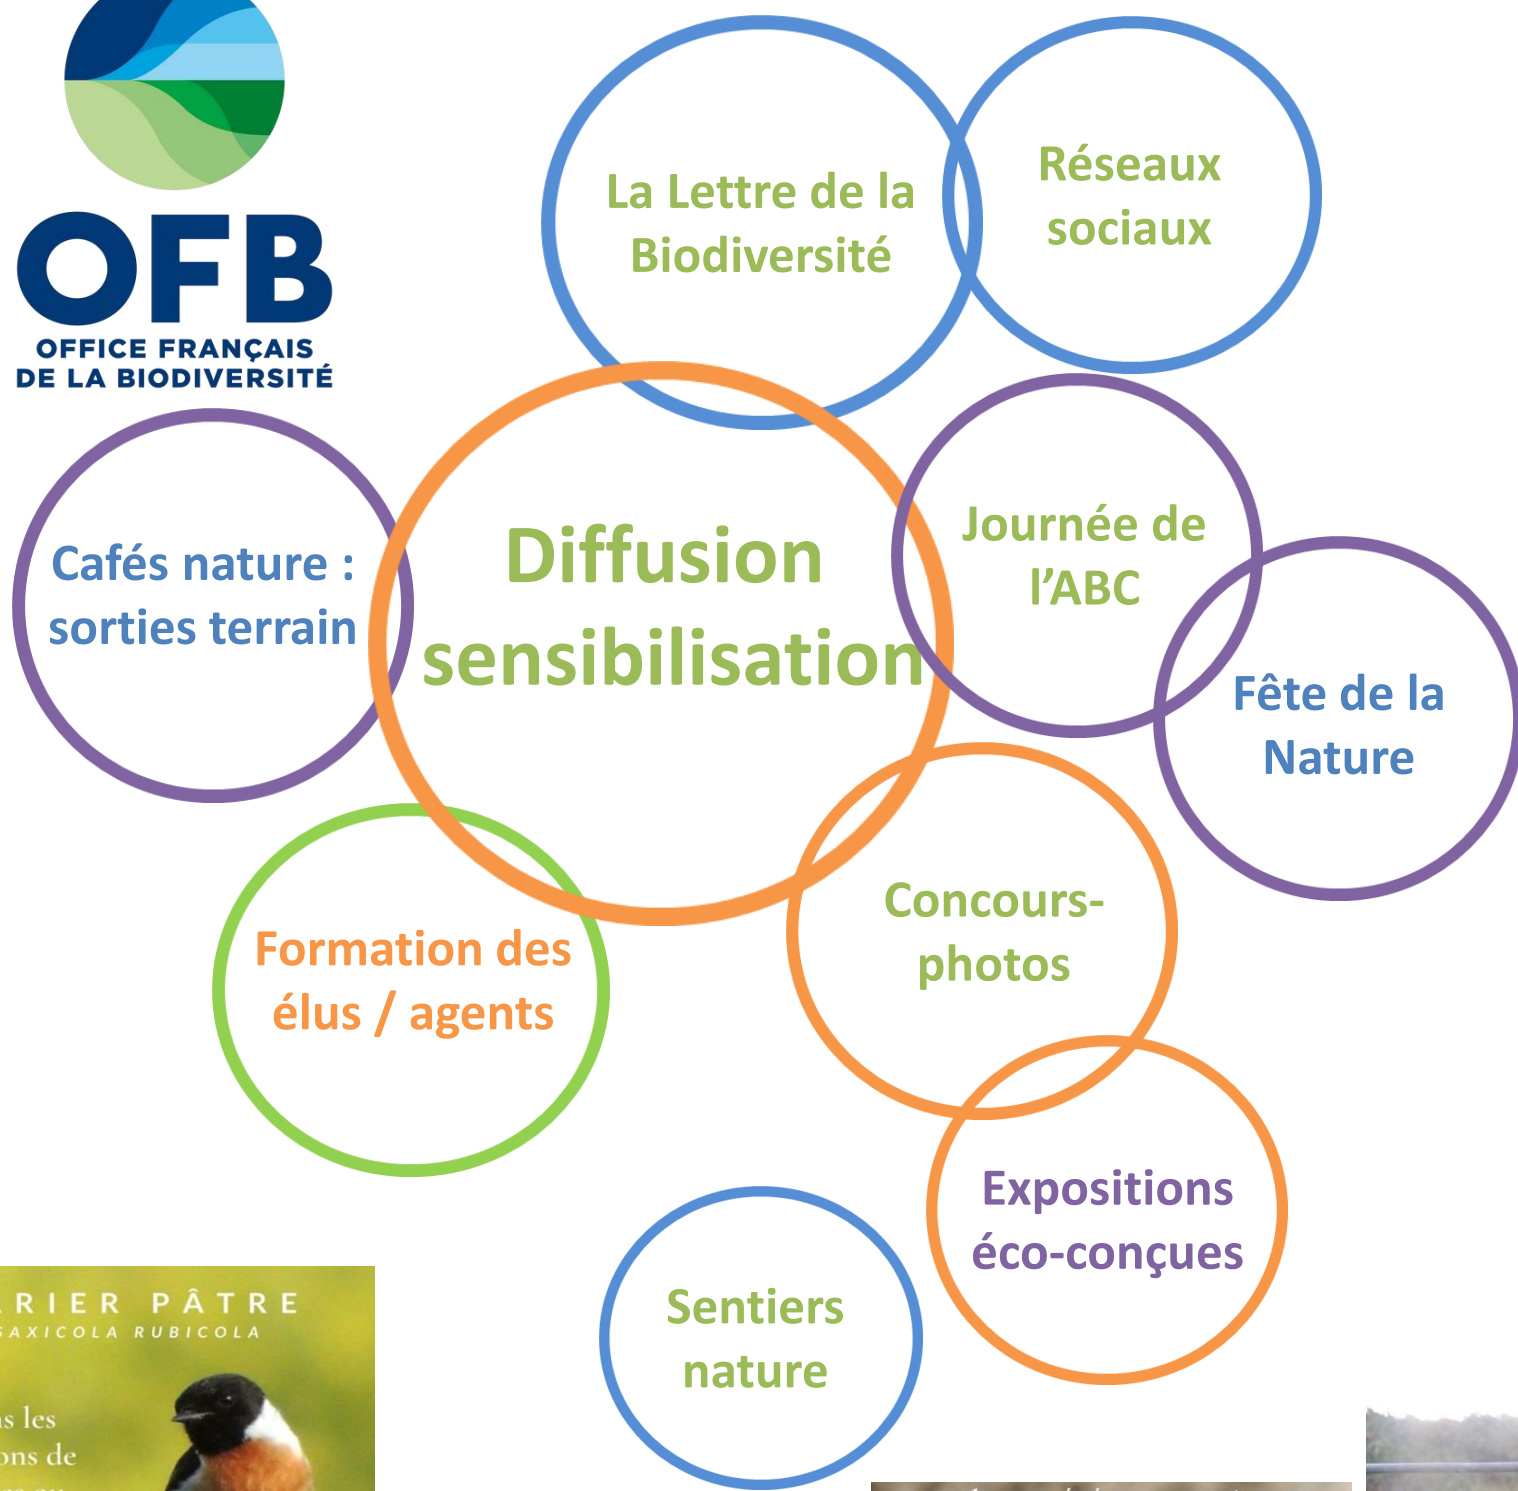 OFB
OFFICE FRANÇAIS
DE LA BIODIVERSITÉ
La Lettre de la
Biodiversité
Réseaux
sociaux
Cafés nature :
sorties terrain
Diffusion
sensibilisation
Journée de
l’ABC
Fête de la
Nature
Formation des
élus / agents
Concours-
photos
Expositions
éco-conçues
Sentiers
nature
RIER PÂTRE
SAXICOLA RUBICOLA
les
de